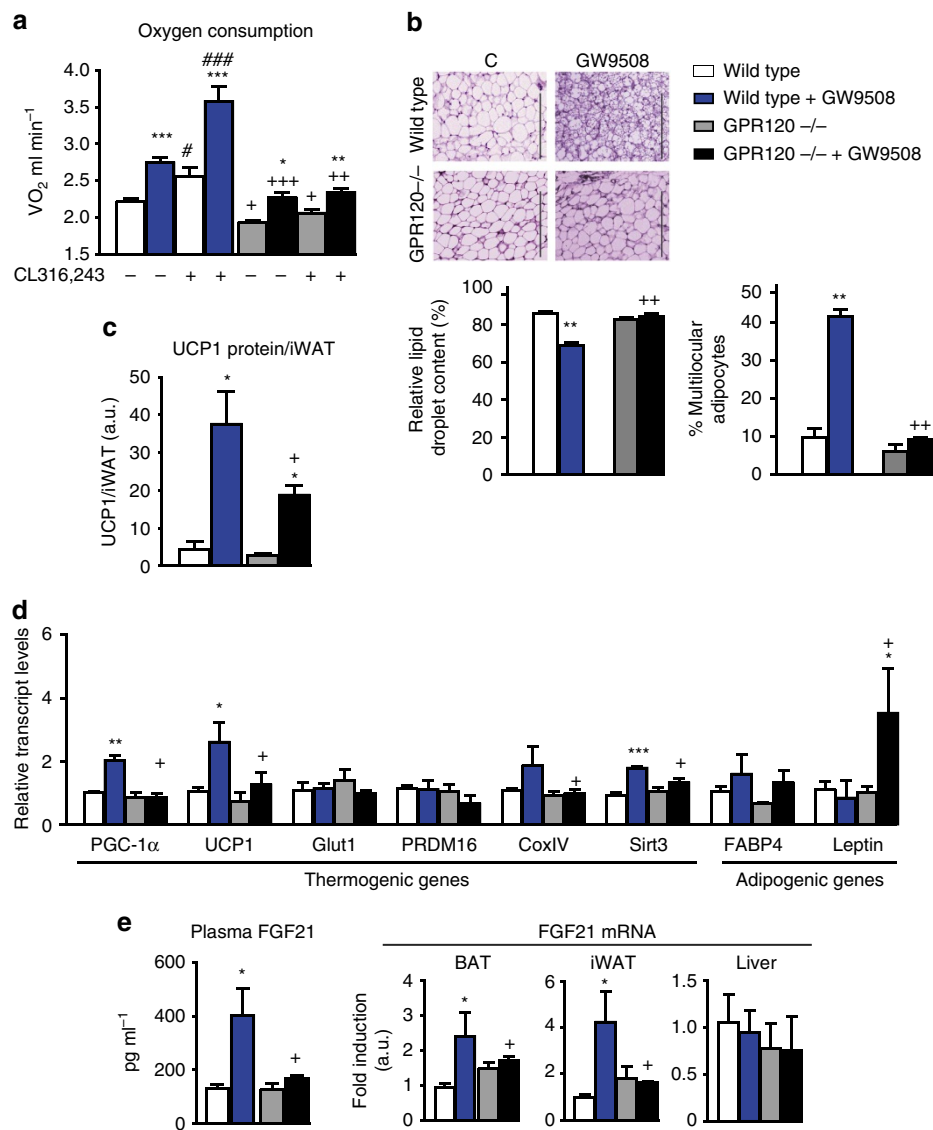 a
Oxygen consumption
VO2 ml min−1
4.0
3.5
3.0
2.5
2.0
1.5
***
#
###
***
+
*
+++
+
**
++
CL316,243 − − + + − − + +
b
C GW9508
Wild type
GPR120−/−
Wild type
Wild type + GW9508
GPR120 −/−
GPR120 −/− + GW9508
Relative lipid
droplet content (%)
100
80
60
40
20
0
**
++
% Multilocular
adipocytes
60
40
20
0
**
++
c
UCP1 protein/iWAT
UCP1/iWAT (a.u.)
50
40
30
20
10
0
*
+
*
d
Relative transcript levels
6
4
2
0
**
+
*
+
+
***
+
+
*
PGC-1α UCP1 Glut1 PRDM16 CoxIV Sirt3 FABP4 Leptin
Thermogenic genes Adipogenic genes
e
Plasma FGF21
pg ml−1
600
400
200
0
*
+
FGF21 mRNA
Fold induction
(a.u.)
BAT
4
3
2
1
0
*
+
iWAT
6
4
2
0
*
+
Liver
1.5
1.0
0.5
0